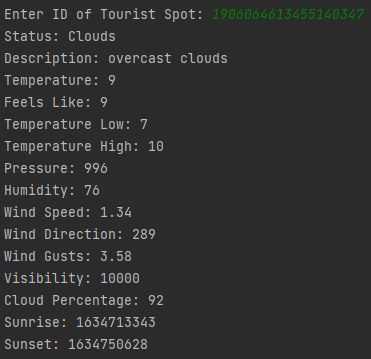 Enter ID of Tourist Spot: 1906064613455140347
Status: Clouds
Description: overcast clouds
Temperature: 9
Feels Like: 9
Temperature Low: 7
Temperature High: 10
Pressure: 996
Humidity: 76
Wind Speed: 1.34
Wind Direction: 289
Wind Gusts: 3.58
Visibility: 10000
Cloud Percentage: 92
Sunrise: 1634713343
Sunset: 1634750628